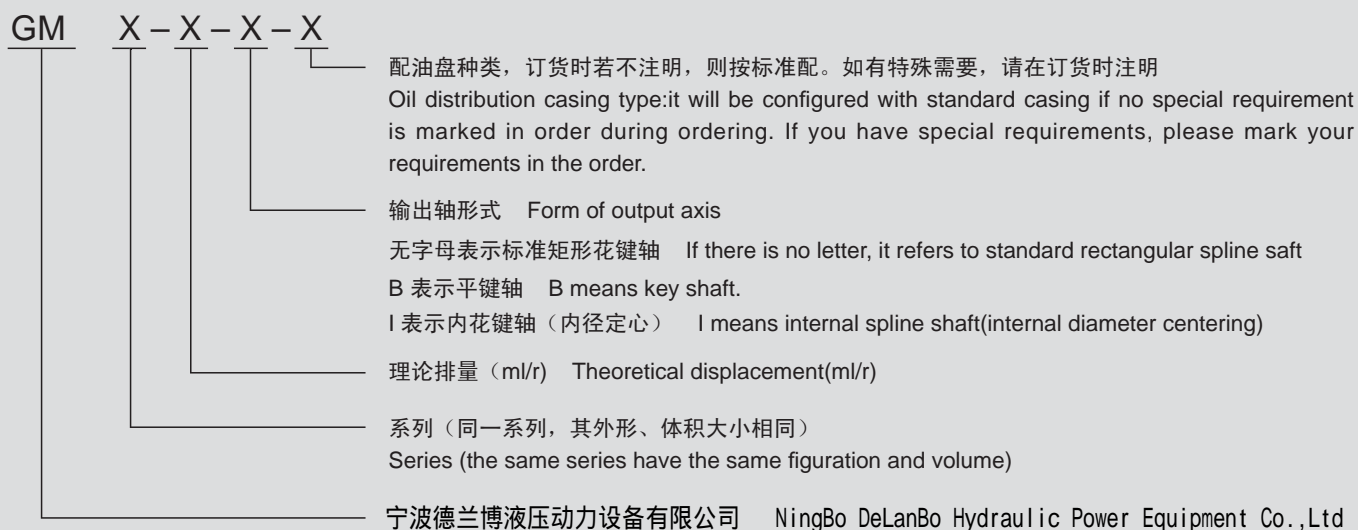 GM X – X – X – X
配油盘种类，订货时若不注明，则按标准配。如有特殊需要，请在订货时注明
Oil distribution casing type:it will be configured with standard casing if no special requirement
is marked in order during ordering. If you have special requirements, please mark your
requirements in the order.
输出轴形式 Form of output axis
无字母表示标准矩形花键轴 If there is no letter, it refers to standard rectangular spline saft
B 表示平键轴 B means key shaft.
I 表示内花键轴（内径定心） I means internal spline shaft(internal diameter centering)
理论排量（ml/r) Theoretical displacement(ml/r)
系列（同一系列，其外形、体积大小相同）
Series (the same series have the same figuration and volume)
宁波德兰博液压动力设备有限公司 NingBo DeLanBo Hydraulic Power Equipment Co.,Ltd